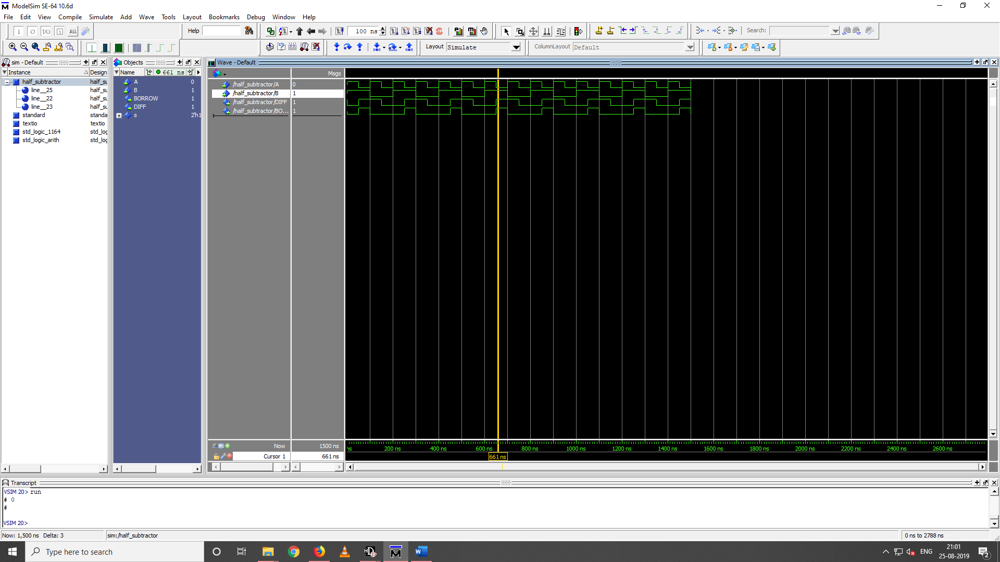 ModelSim SE-64 10.6d
File Edit View Compile Simulate Add Wave Tools Layout Bookmarks Debug Window Help
ALL Help 100 ns Search:
Layout Simulate ColumnLayout Default
sim - Default
Instance Design
half_subtractor half_su
line__25 half_su
line__22 half_su
line__23 half_su
standard standa
textio textio
std_logic_1164 std_log
std_logic_arith std_log
Objects
Name 661 ns
A 0
B 1
BORROW 1
DIFF 1
s 2'h1
Wave - Default
Msgs
/half_subtractor/A 0
/half_subtractor/B 1
/half_subtractor/DIFF 1
/half_subtractor/BO... 1
Now 1500 ns
ns 200 ns 400 ns 600 ns 800 ns 1000 ns 1200 ns 1400 ns 1600 ns 1800 ns 2000 ns 2200 ns 2400 ns 2600 ns
Cursor 1 661 ns
661 ns
Transcript
VSIM 20> run
# 0
#
VSIM 20>
Now: 1,500 ns Delta: 3 sim:/half_subtractor 0 ns to 2788 ns
Type here to search
ENG
21:01
25-08-2019
2